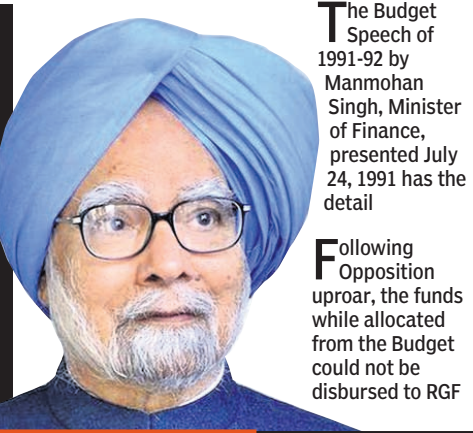 The Budget
Speech of
1991-92 by
Manmohan
Singh, Minister
of Finance,
presented July
24, 1991 has the
detail
Following
Opposition
uproar, the funds
while allocated
from the Budget
could not be
disbursed to RGF